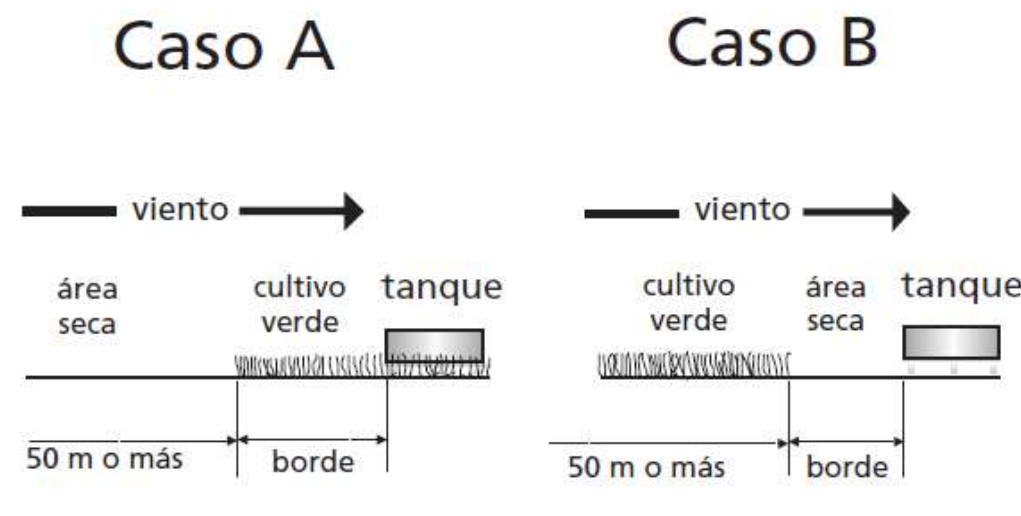 Caso A
viento
área
seca
cultivo
verde
tanque
50 m o más
borde
Caso B
viento
cultivo
verde
área
seca
tanque
50 m o más
borde